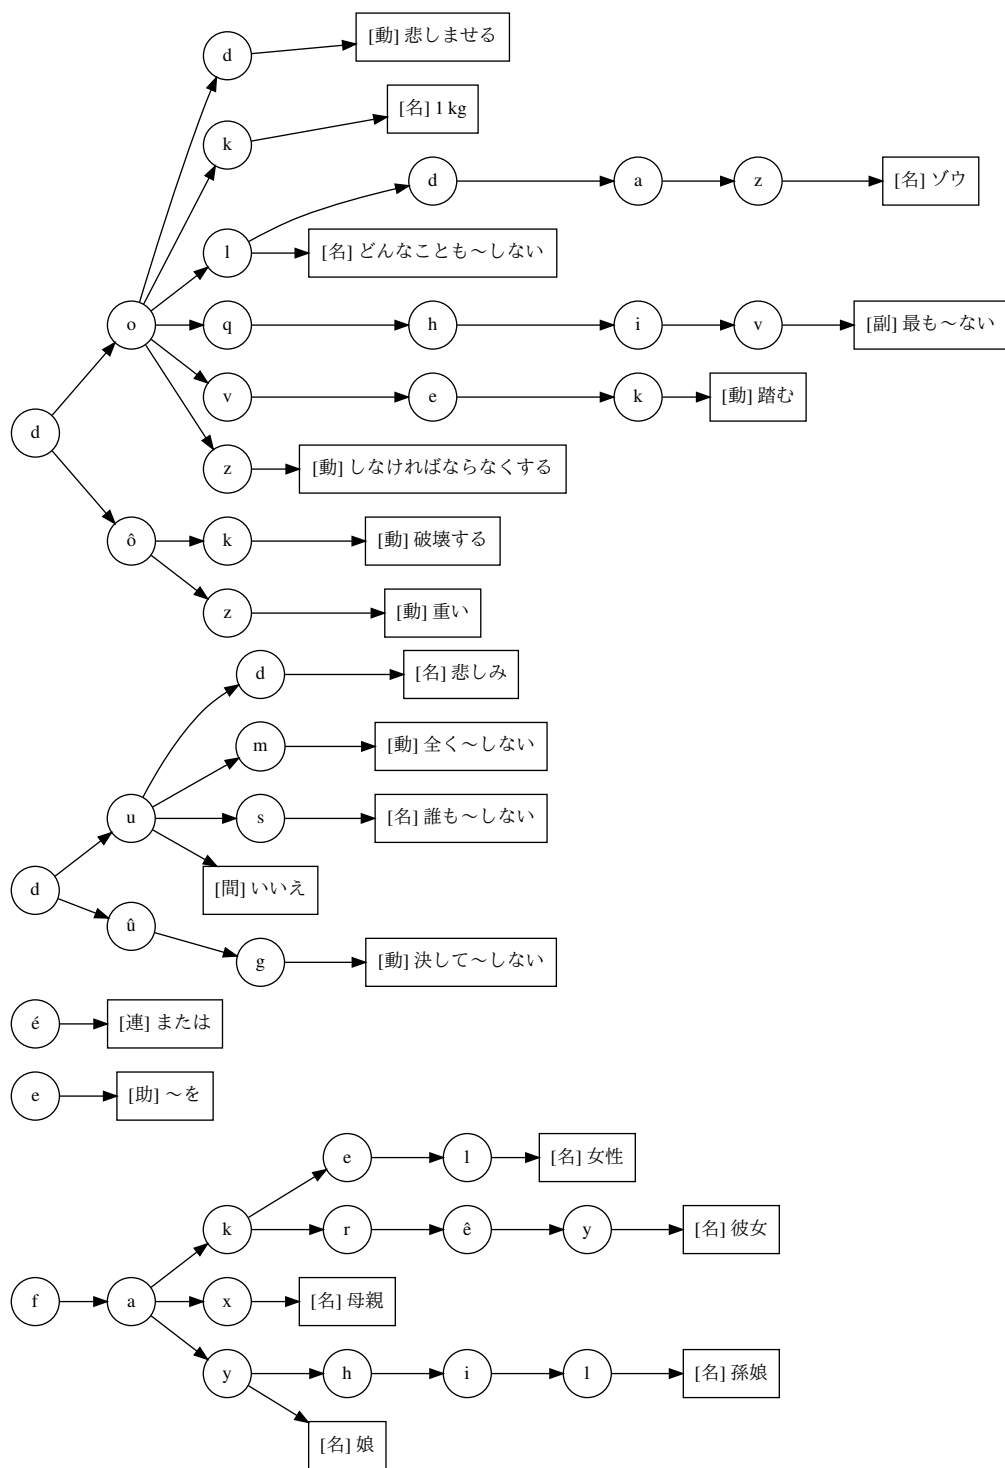 d
[動] 悲しませる
k
[名] 1 kg
d
a
z
[名] ゾウ
l
[名] どんなことも〜しない
o
q
h
i
v
[副] 最も〜ない
v
e
k
[動] 踏む
d
z
[動] しなければならなくする
ô
k
[動] 破壊する
z
[動] 重い
d
[名] 悲しみ
m
[動] 全く〜しない
u
s
[名] 誰も〜しない
d
[間] いいえ
û
g
[動] 決して〜しない
é
[連] または
e
[助] 〜を
e
l
[名] 女性
k
r
ê
y
[名] 彼女
f
a
x
[名] 母親
y
h
i
l
[名] 孫娘
[名] 娘